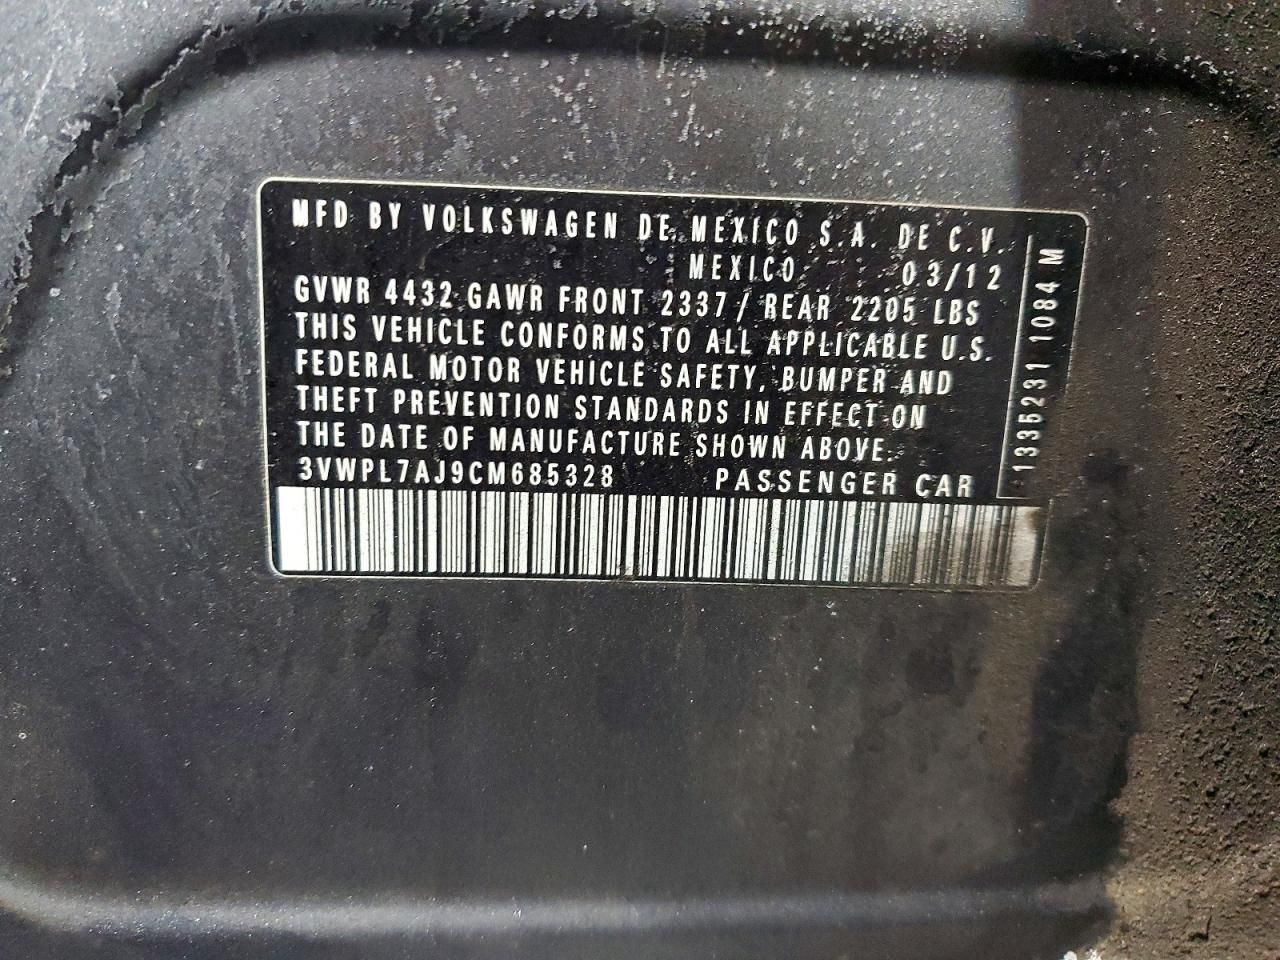 MFD BY VOLKSWAGEN DE MEXICO S.A. DE C.V.
MEXICO 03/12
GVWR 4432 GAWR FRONT 2337 / REAR 2205 LBS
THIS VEHICLE CONFORMS TO ALL APPLICABLE U.S.
FEDERAL MOTOR VEHICLE SAFETY, BUMPER AND
THEFT PREVENTION STANDARDS IN EFFECT ON
THE DATE OF MANUFACTURE SHOWN ABOVE.
3VWPL7AJ9CM685328 PASSENGER CAR
1335231 1084 M